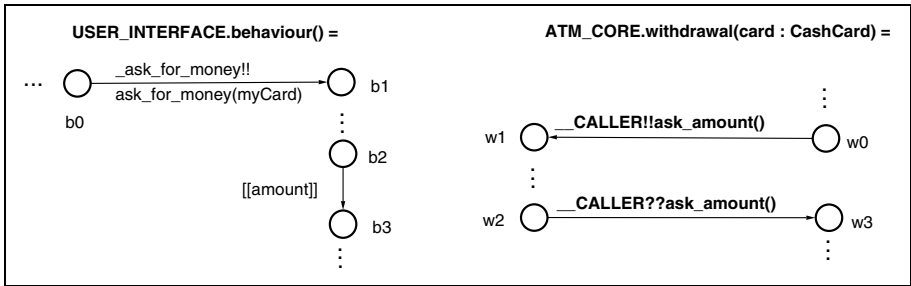 USER_INTERFACE.behaviour() =
_ask_for_money!!
ask_for_money(myCard)
...
b0
b1
b2
[[amount]]
b3
ATM_CORE.withdrawal(card : CashCard) =
w1
__CALLER!!ask_amount()
w0
w2
__CALLER??ask_amount()
w3